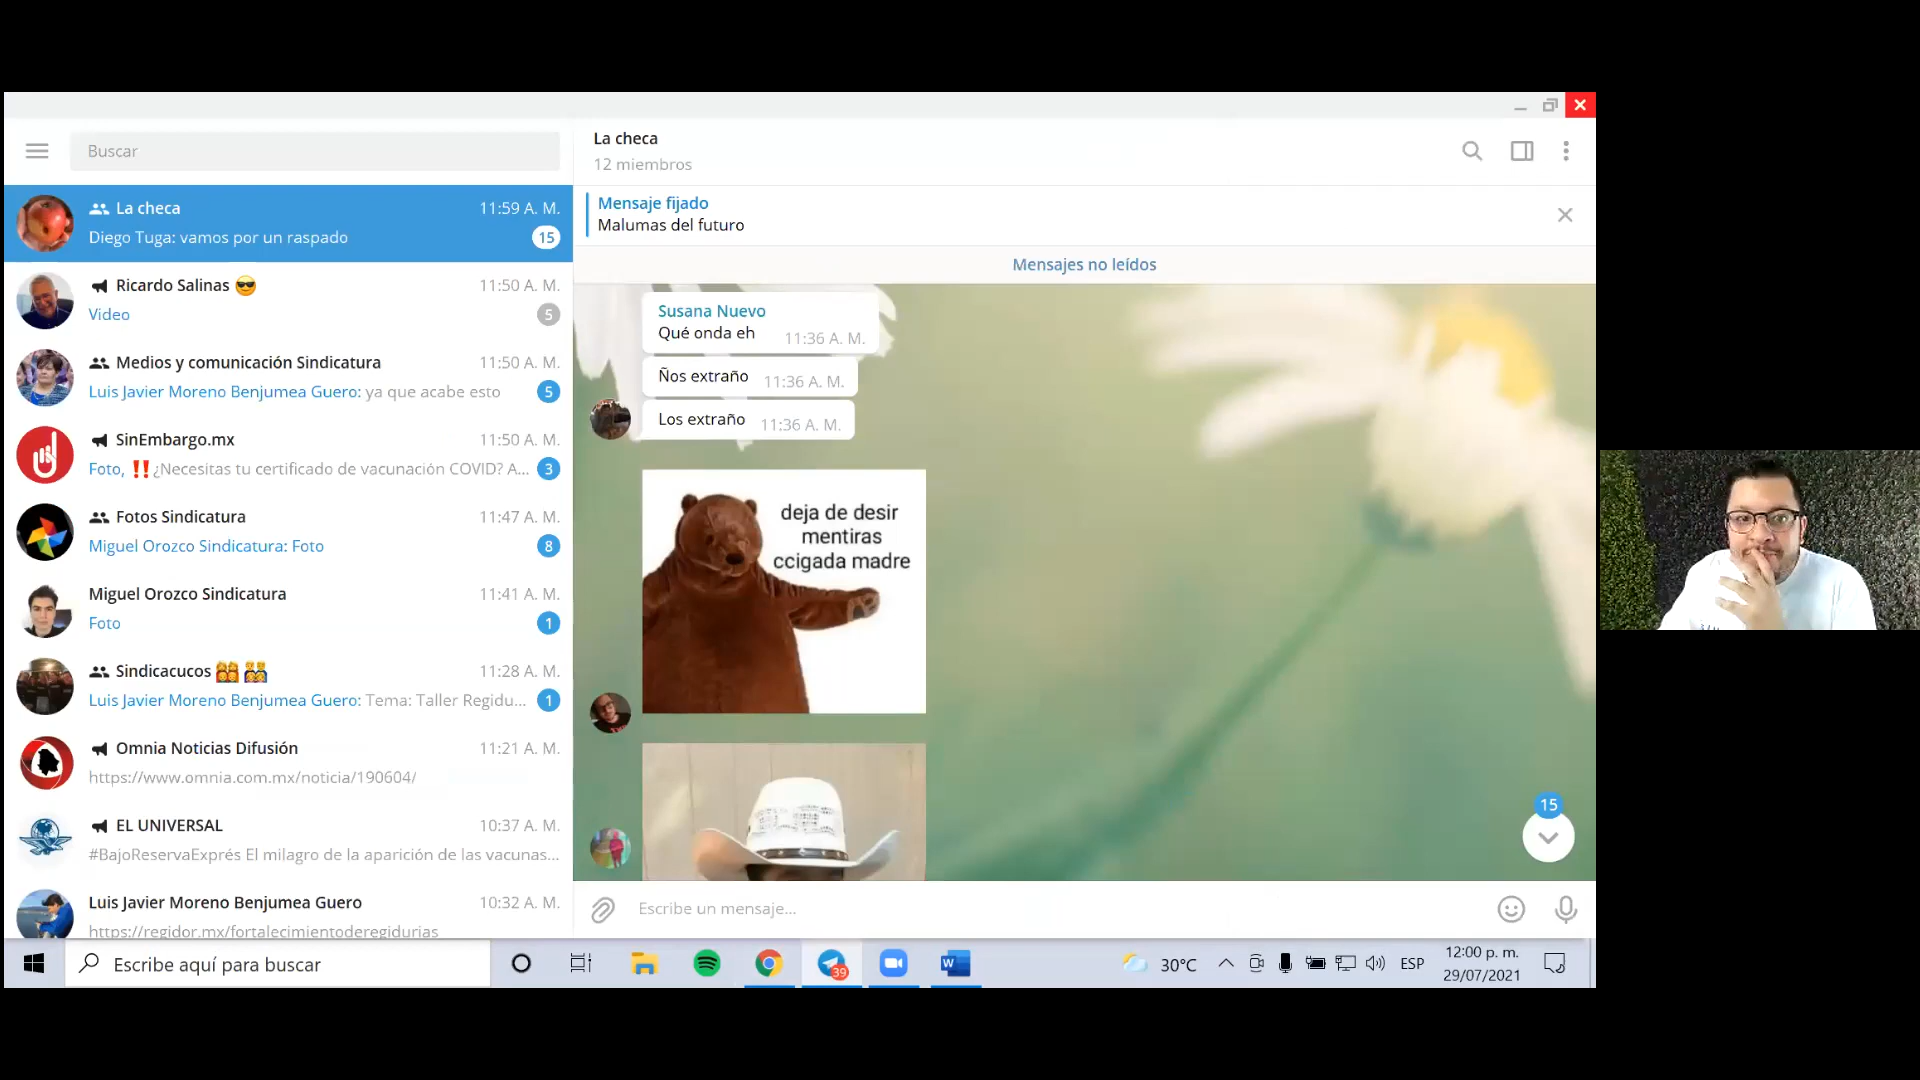 Buscar
La checa
11:59 A. M.
Diego Tuga: vamos por un raspado
15
Ricardo Salinas 😎
11:50 A. M.
Video
5
Medios y comunicación Sindicatura
11:50 A. M.
Luis Javier Moreno Benjumea Guero: ya que acabe esto
5
SinEmbargo.mx
11:50 A. M.
Foto, ‼️¿Necesitas tu certificado de vacunación COVID? A...
3
Fotos Sindicatura
11:47 A. M.
Miguel Orozco Sindicatura: Foto
8
Miguel Orozco Sindicatura
11:41 A. M.
Foto
1
Sindicacucos
11:28 A. M.
Luis Javier Moreno Benjumea Guero: Tema: Taller Regidu...
1
Omnia Noticias Difusión
11:21 A. M.
https://www.omnia.com.mx/noticia/190604/
EL UNIVERSAL
10:37 A. M.
#BajoReservaExprés El milagro de la aparición de las vacunas...
Luis Javier Moreno Benjumea Guero
10:32 A. M.
https://regidor.mx/fortalecimientoderegidurias
La checa
12 miembros
Mensaje fijado
Malumas del futuro
Mensajes no leídos
Susana Nuevo
Qué onda eh
11:36 A. M.
Ños extraño
11:36 A. M.
Los extraño
11:36 A. M.
deja de desir
mentiras
ccigada madre
15
Escribe un mensaje...
Escribe aquí para buscar
39
W
30°C
ESP
12:00 p. m.
29/07/2021